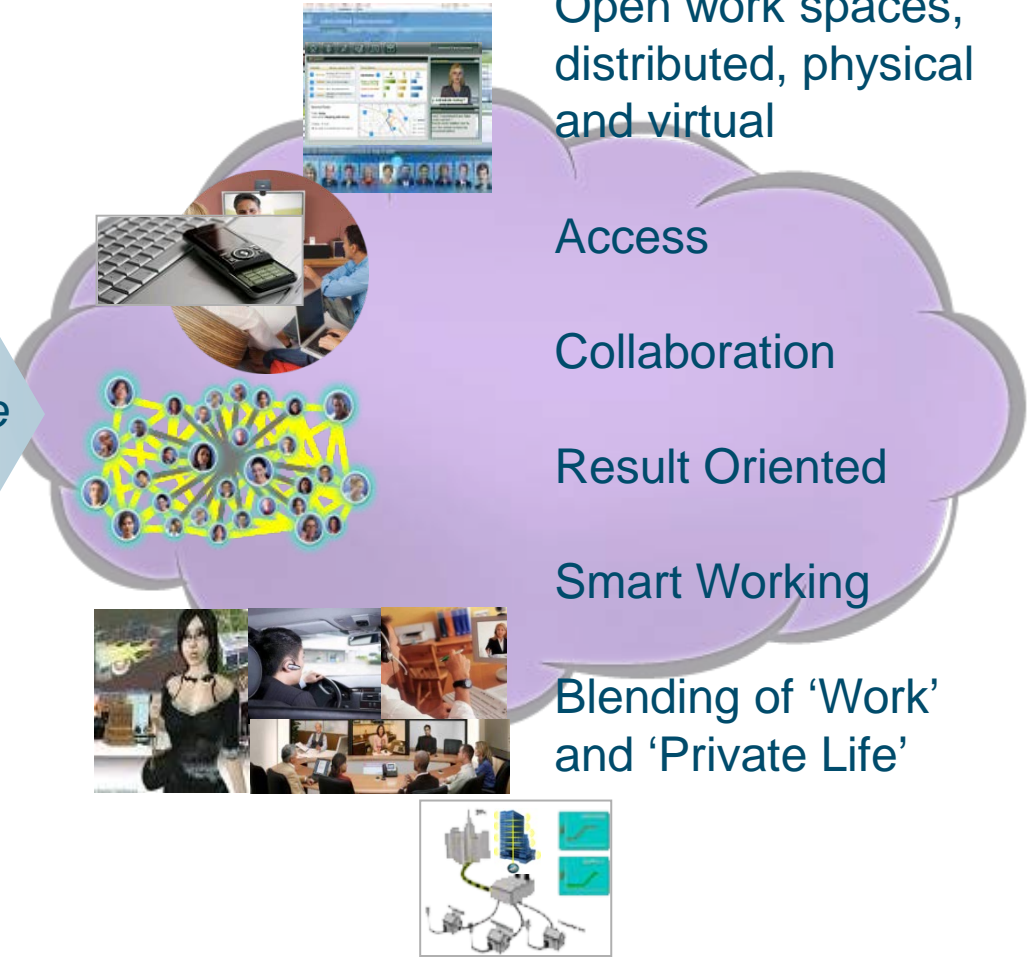 Open work spaces,
distributed, physical
and virtual
Access
Collaboration
e
Result Oriented
Smart Working
Blending of ‘Work’
and ‘Private Life’